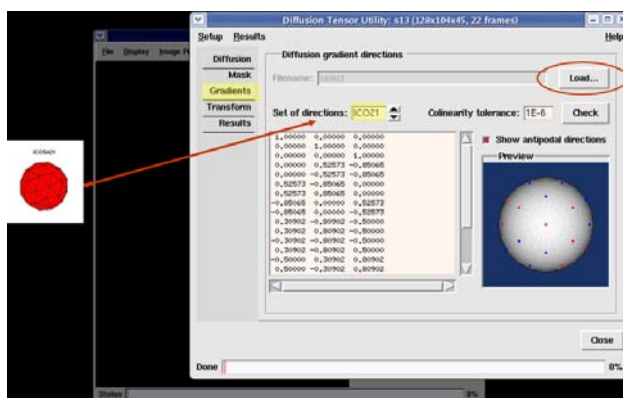 Diffusion Tensor Utility: s13 (128x104x45, 22 frames)
Setup Results Help
File Display
Diffusion
Mask
Gradients
Transform
Results
Diffusion gradient directions
Filename: select Load...
Set of directions: ICO21 Colinearity tolerance: 1E-6 Check
1.00000 0.00000 0.00000
0.00000 1.00000 0.00000
0.00000 0.00000 1.00000
0.00000 0.52573 -0.85065
0.00000 -0.52573 -0.85065
0.52573 -0.85065 0.00000
0.52573 0.85065 0.00000
-0.85065 0.00000 0.52573
-0.85065 0.00000 -0.52573
0.30902 -0.80902 -0.50000
0.30902 0.80902 -0.50000
-0.30902 -0.80902 -0.50000
-0.30902 0.80902 -0.50000
-0.50000 -0.30902 0.80902
0.50000 -0.30902 0.80902
Show antipodal directions
Preview
ICOSA21
Close
Done 0%
Status 0%